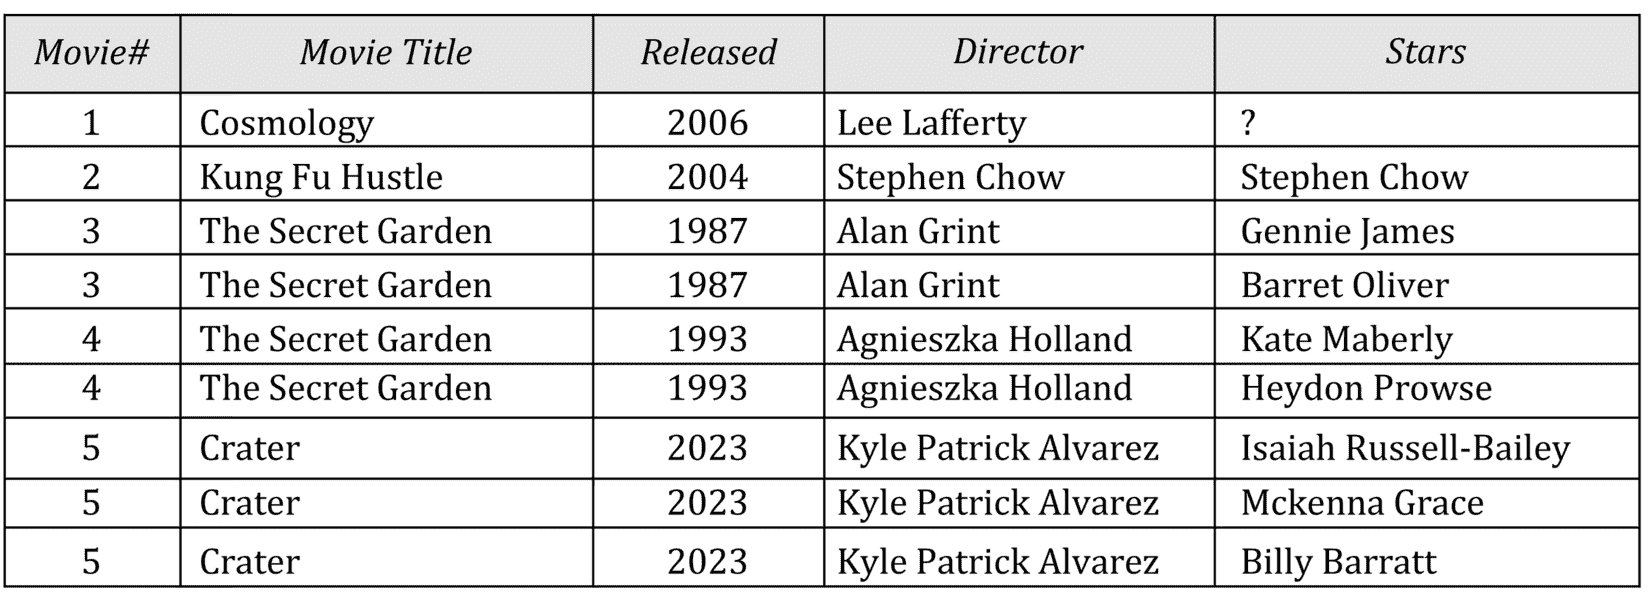 Movie# Movie Title Released Director Stars
1 Cosmology 2006 Lee Lafferty ?
2 Kung Fu Hustle 2004 Stephen Chow Stephen Chow
3 The Secret Garden 1987 Alan Grint Gennie James
3 The Secret Garden 1987 Alan Grint Barret Oliver
4 The Secret Garden 1993 Agnieszka Holland Kate Maberly
4 The Secret Garden 1993 Agnieszka Holland Heydon Prowse
5 Crater 2023 Kyle Patrick Alvarez Isaiah Russell-Bailey
5 Crater 2023 Kyle Patrick Alvarez Mckenna Grace
5 Crater 2023 Kyle Patrick Alvarez Billy Barratt